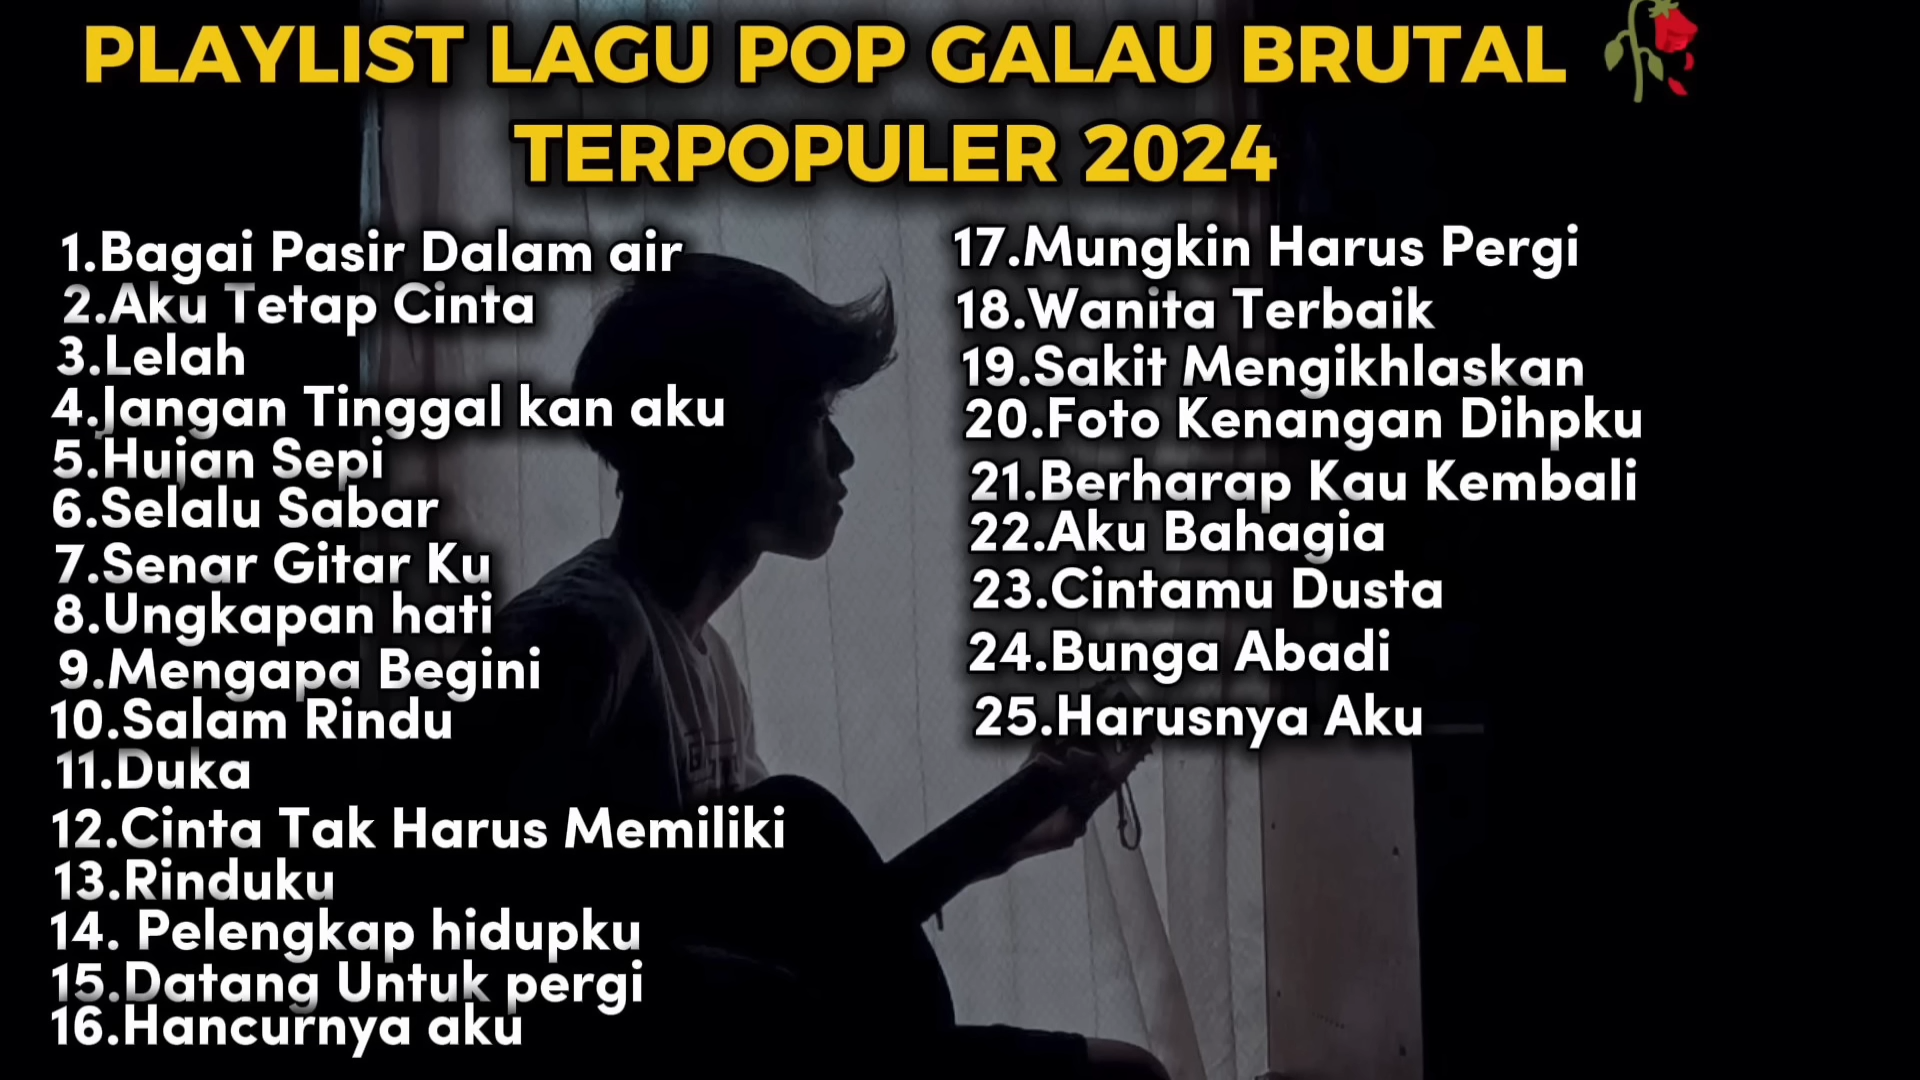 PLAYLIST LAGU POP GALAU BRUTAL
TERPOPULER 2024
1.Bagai Pasir Dalam air
2.Aku Tetap Cinta
3.Lelah
4.Jangan Tinggal kan aku
5.Hujan Sepi
6.Selalu Sabar
7.Senar Gitar Ku
8.Ungkapan hati
9.Mengapa Begini
10.Salam Rindu
11.Duka
12.Cinta Tak Harus Memiliki
13.Rinduku
14. Pelengkap hidupku
15.Datang Untuk pergi
16.Hancurnya aku
17.Mungkin Harus Pergi
18.Wanita Terbaik
19.Sakit Mengikhlaskan
20.Foto Kenangan Dihpku
21.Berharap Kau Kembali
22.Aku Bahagia
23.Cintamu Dusta
24.Bunga Abadi
25.Harusnya Aku